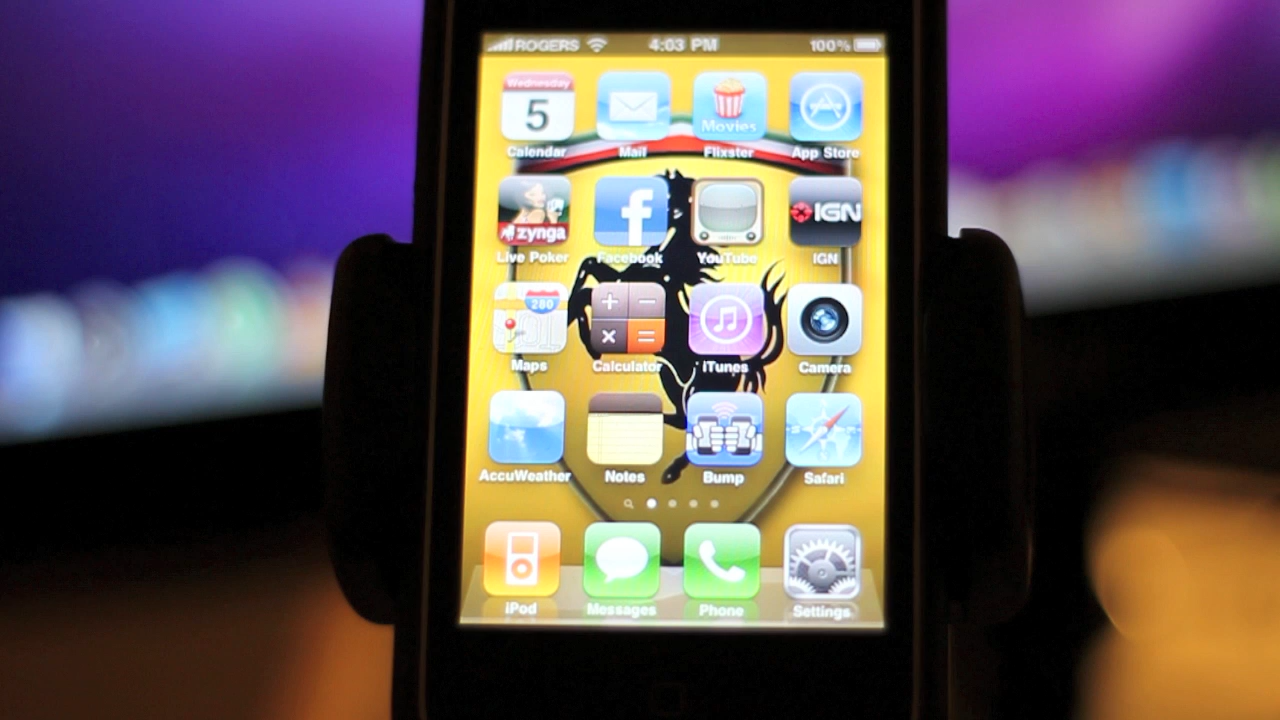 ROGERS 4:03 PM 100%
Wednesday
5
Movies
Calendar Mail Flixster App Store
zynga
f
IGN
Live Poker Facebook YouTube IGN
280
Maps Calculator iTunes Camera
AccuWeather Notes Bump Safari
iPod Messages Phone Settings